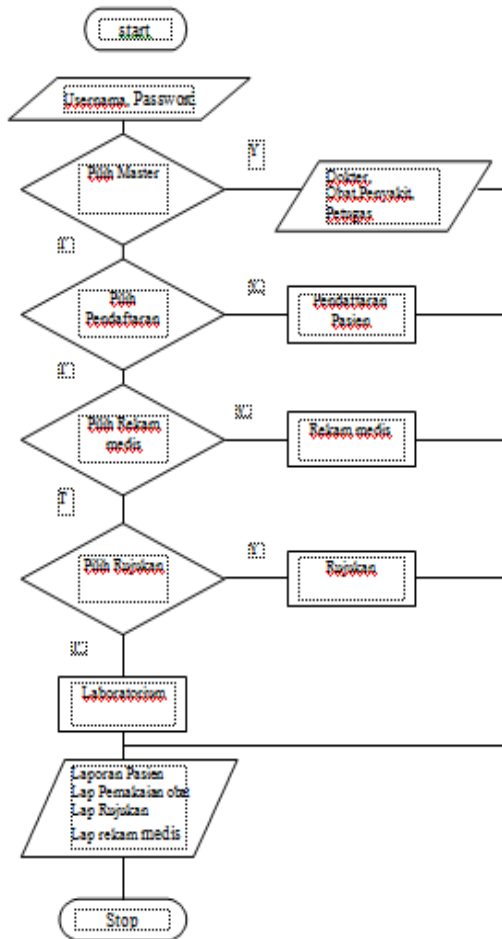 start
Username, Passwor
Pilih Master
Y
Dokter,
Obat,Penyakit,
Petugas
Pilih
Pendaftaran
Pendaftaran
Pasien
Pilih Rekam
medis
Rekam medis
T
Pilih Rujukan
Y
Rujukan
Laboratorium
Laporan Pasien
Lap Pemakaian obat
Lap Rujukan
Lap rekam medis
Stop